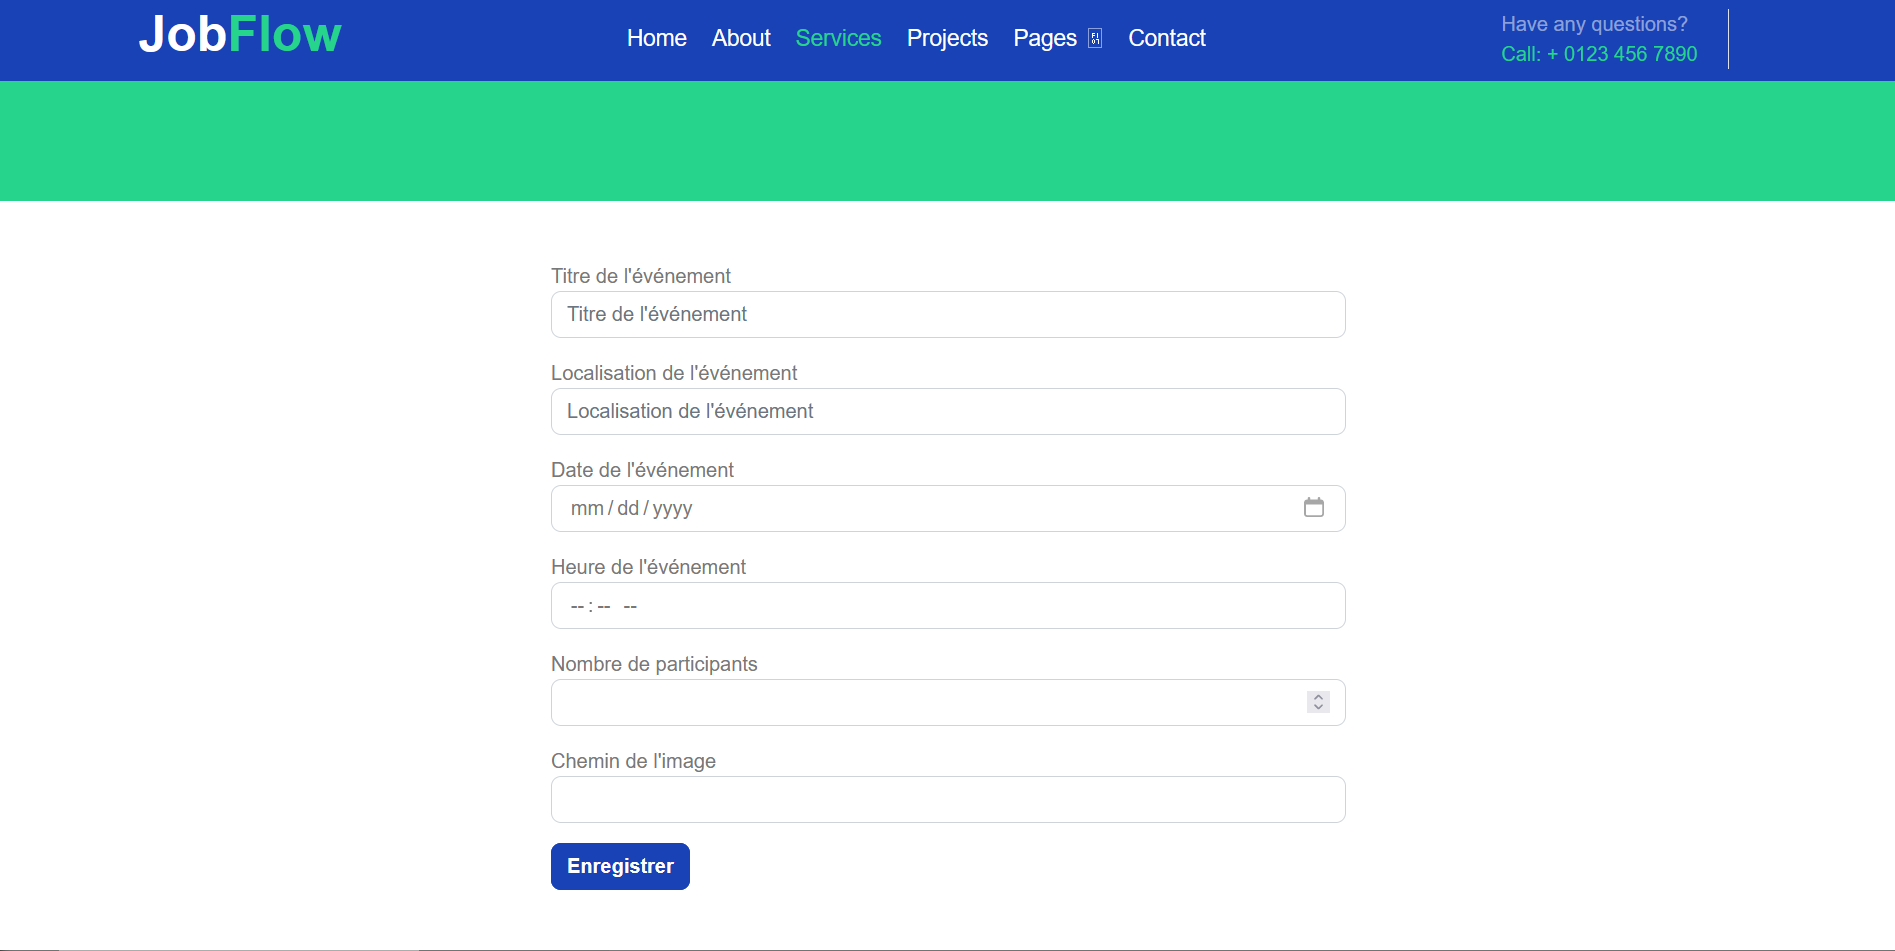 JobFlow
Home About Services Projects Pages Contact
Have any questions?
Call: + 0123 456 7890
Titre de l'événement
Titre de l'événement
Localisation de l'événement
Localisation de l'événement
Date de l'événement
mm/dd/yyyy
Heure de l'événement
--:-- --
Nombre de participants
Chemin de l'image
Enregistrer